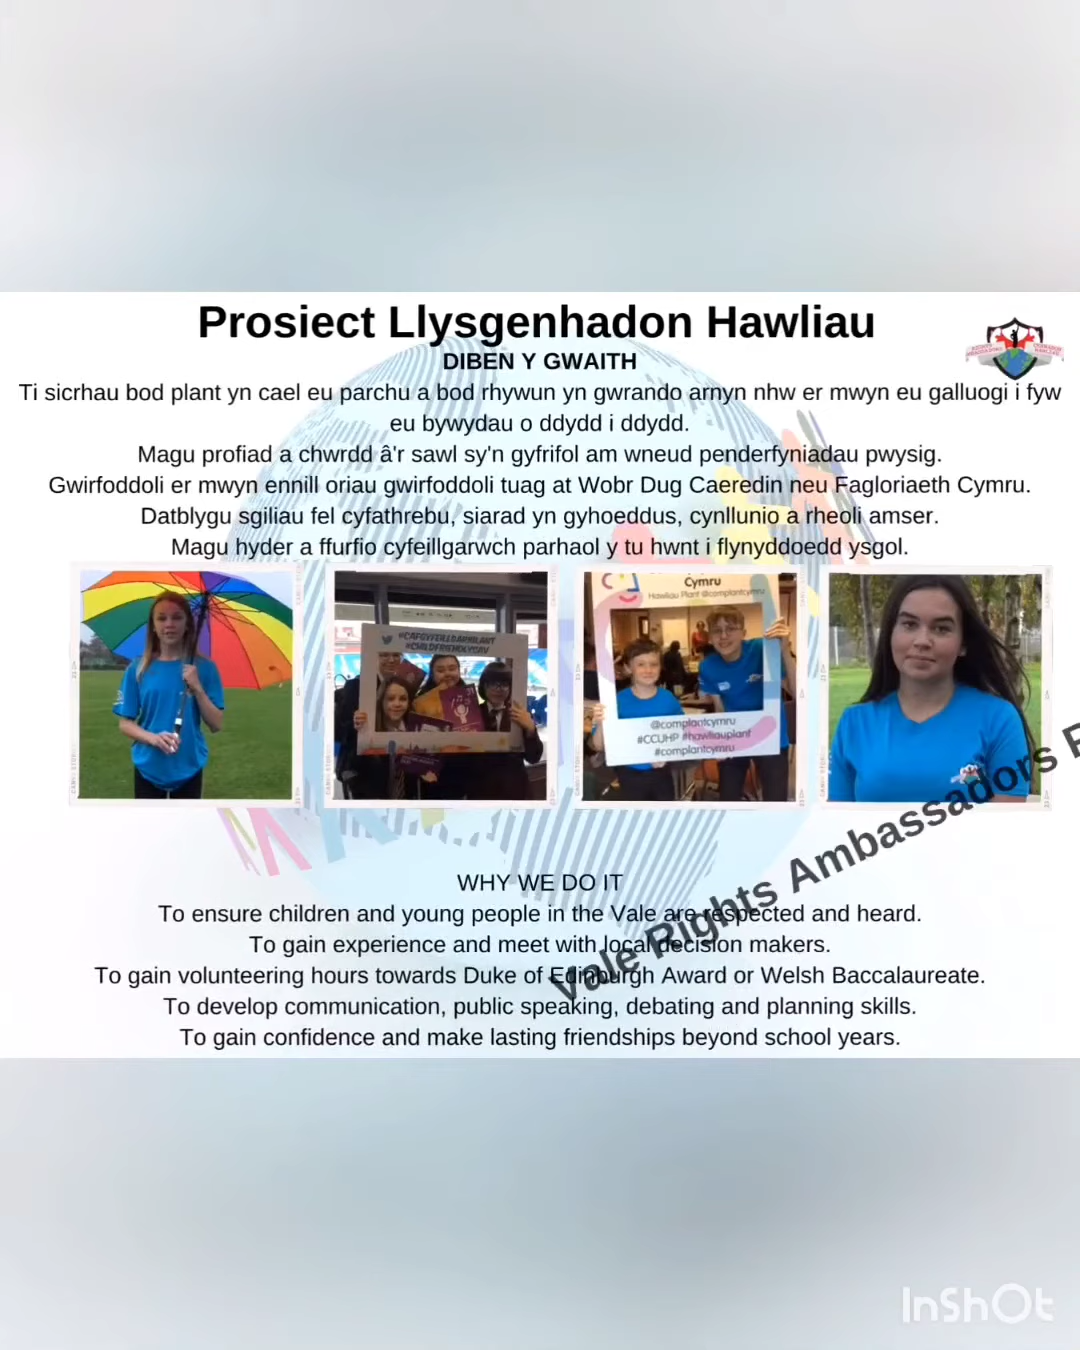 Prosiect Llysgenhadon Hawliau
DIBEN Y GWAITH
Ti sicrhau bod plant yn cael eu parchu a bod rhywun yn gwrando arnyn nhw er mwyn eu galluogi i fyw
eu bywydau o ddydd i ddydd.
Magu profiad a chwrdd â'r sawl sy'n gyfrifol am wneud penderfyniadau pwysig.
Gwirfoddoli er mwyn ennill oriau gwirfoddoli tuag at Wobr Dug Caeredin neu Fagloriaeth Cymru.
Datblygu sgiliau fel cyfathrebu, siarad yn gyhoeddus, cynllunio a rheoli amser.
Magu hyder a ffurfio cyfeillgarwch parhaol y tu hwnt i flynyddoedd ysgol.
#CHILDFRIENDLYCDV
Cymru
Hawliau Plant @complantcymru
@complantcymru
#CCUHP #hawliauplant
#complantcymru
Vale Rights Ambassadors
WHY WE DO IT
To ensure children and young people in the Vale are respected and heard.
To gain experience and meet with local decision makers.
To gain volunteering hours towards Duke of Edinburgh Award or Welsh Baccalaureate.
To develop communication, public speaking, debating and planning skills.
To gain confidence and make lasting friendships beyond school years.
InShOt